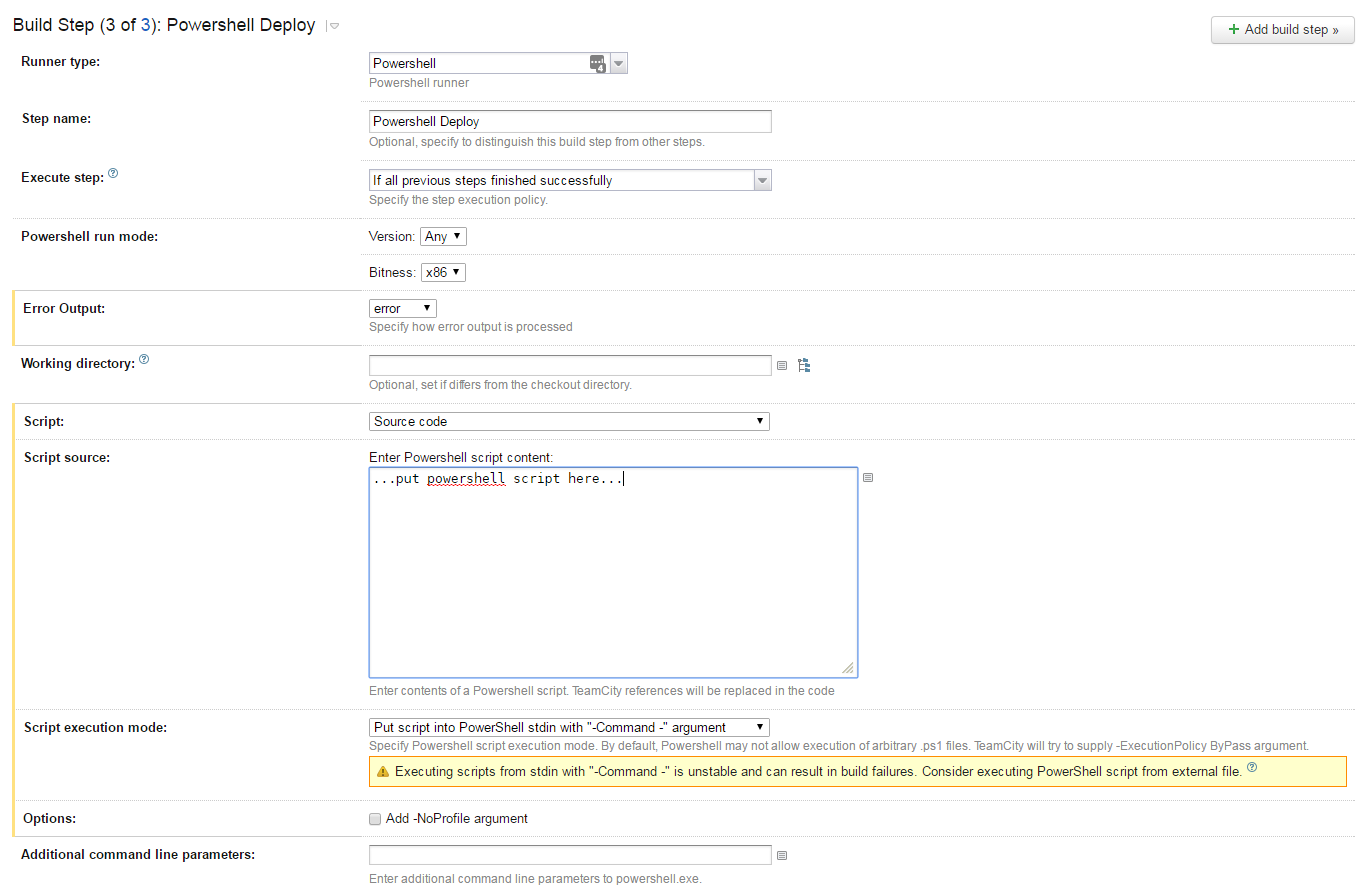 Build Step (3 of 3): Powershell Deploy
Add build step »
Runner type:
Powershell
4
Powershell runner
Step name:
Powershell Deploy
Optional, specify to distinguish this build step from other steps.
Execute step: ?
If all previous steps finished successfully
Specify the step execution policy.
Powershell run mode:
Version: Any
Bitness: x86
Error Output:
error
Specify how error output is processed
Working directory: ?
Optional, set if differs from the checkout directory.
Script:
Source code
Script source:
Enter Powershell script content:
...put powershell script here...
Enter contents of a Powershell script. TeamCity references will be replaced in the code
Script execution mode:
Put script into PowerShell stdin with "-Command -" argument
Specify Powershell script execution mode. By default, Powershell may not allow execution of arbitrary .ps1 files. TeamCity will try to supply -ExecutionPolicy ByPass argument.
Executing scripts from stdin with "-Command -" is unstable and can result in build failures. Consider executing PowerShell script from external file. ?
Options:
Add -NoProfile argument
Additional command line parameters:
Enter additional command line parameters to powershell.exe.